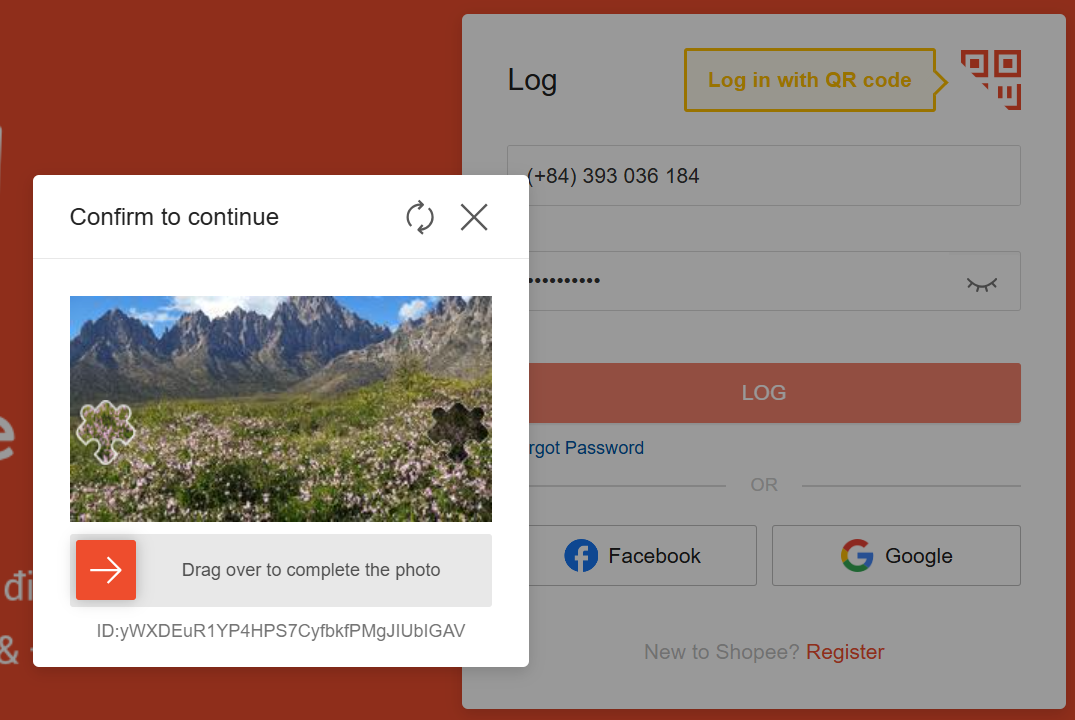 Log
Log in with QR code
(+84) 393 036 184
Confirm to continue
••••••••••
LOG
rgot Password
OR
Facebook
Google
Drag over to complete the photo
ID:yWXDEuR1YP4HPS7CyfbkfPMgJIUbIGAV
New to Shopee? Register
đi
&